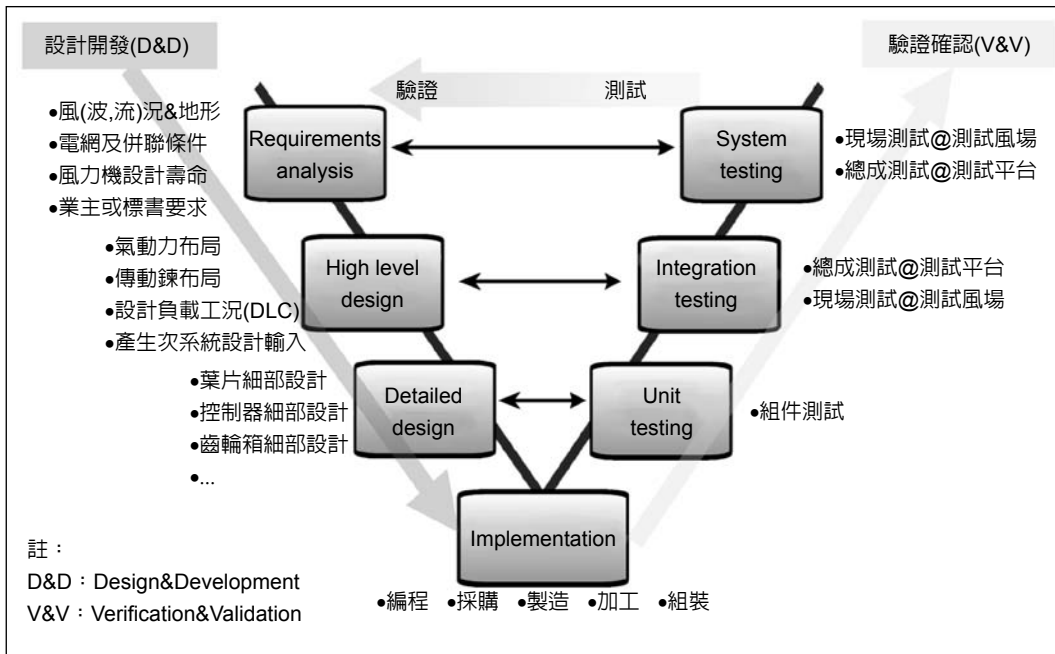 設計開發(D&D)
驗證確認(V&V)
驗證
測試
●風(波,流)況&地形
●電網及併聯條件
●風力機設計壽命
●業主或標書要求
Requirements
analysis
System
testing
●現場測試@測試風場
●總成測試@測試平台
●氣動力布局
●傳動鍊布局
●設計負載工況(DLC)
●產生次系統設計輸入
High level
design
Integration
testing
●總成測試@測試平台
●現場測試@測試風場
●葉片細部設計
●控制器細部設計
●齒輪箱細部設計
●...
Detailed
design
Unit
testing
●組件測試
Implementation
●編程 ●採購 ●製造 ●加工 ●組裝
註：
D&D：Design&Development
V&V：Verification&Validation